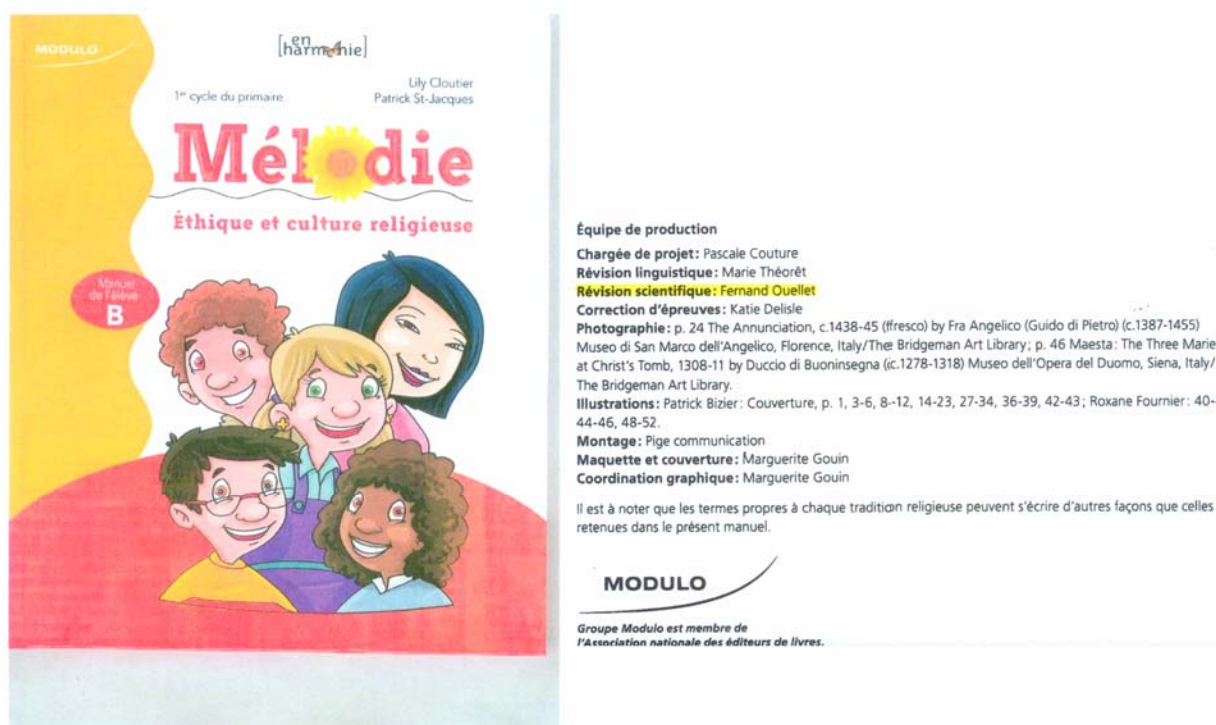 MODULO
[en harmonie]
1er cycle du primaire
Lily Cloutier
Patrick St-Jacques
Mélodie
Éthique et culture religieuse
Manuel
de l'élève
B
Équipe de production
Chargée de projet: Pascale Couture
Révision linguistique: Marie Théorêt
Révision scientifique: Fernand Ouellet
Correction d'épreuves: Katie Delisle
Photographie: p. 24 The Annunciation, c.1438-45 (ffresco) by Fra Angelico (Guido di Pietro) (c.1387-1455)
Museo di San Marco dell'Angelico, Florence, Italy/The Bridgeman Art Library; p. 46 Maesta: The Three Marie
at Christ's Tomb, 1308-11 by Duccio di Buoninsegna (ic.1278-1318) Museo dell'Opera del Duomo, Siena, Italy/
The Bridgeman Art Library.
Illustrations: Patrick Bizier: Couverture, p. 1, 3-6, 8-12, 14-23, 27-34, 36-39, 42-43; Roxane Fournier: 40-
44-46, 48-52.
Montage: Pige communication
Maquette et couverture: Marguerite Gouin
Coordination graphique: Marguerite Gouin
Il est à noter que les termes propres à chaque tradition religieuse peuvent s'écrire d'autres façons que celles
retenues dans le présent manuel.
MODULO
Groupe Modulo est membre de
l'Association nationale des éditeurs de livres.